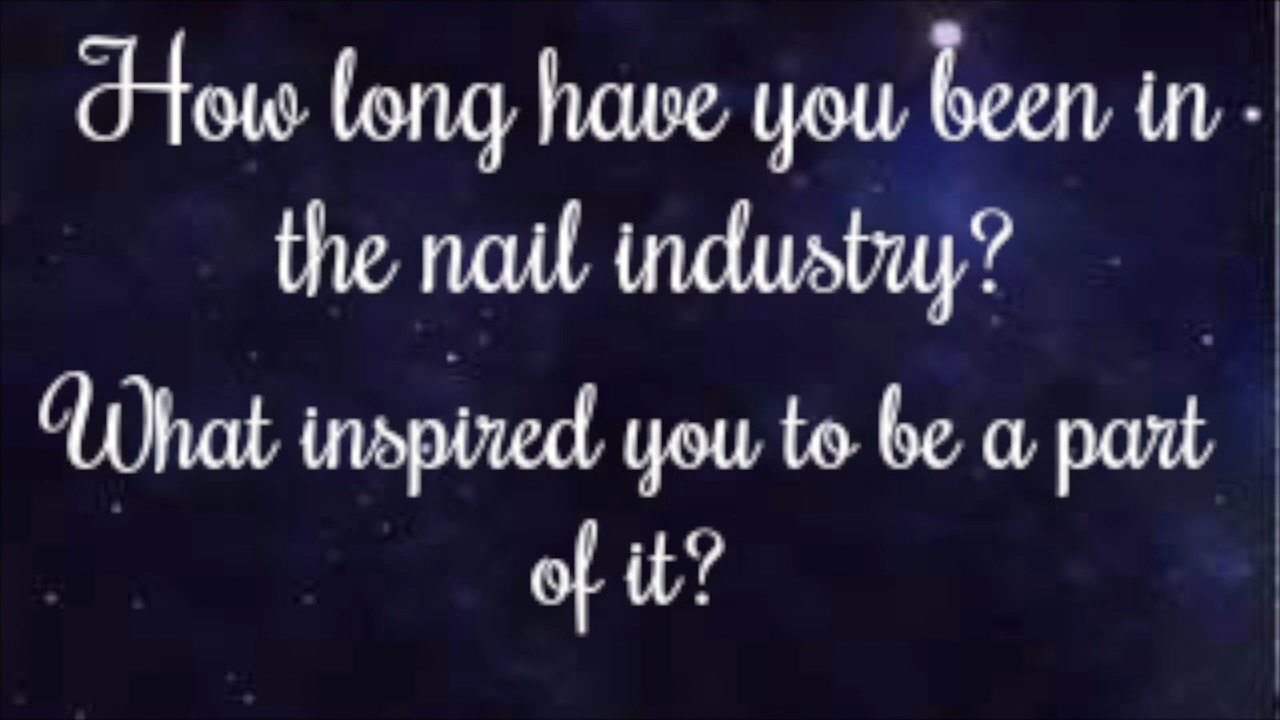 How long have you been in
the nail industry?
What inspired you to be a part
of it?